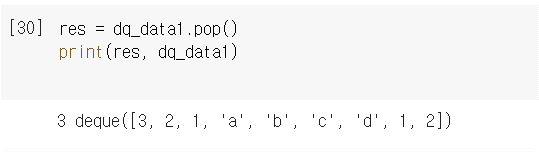 [30] res = dq_data1.pop()
print(res, dq_data1)
3 deque([3, 2, 1, 'a', 'b', 'c', 'd', 1, 2])